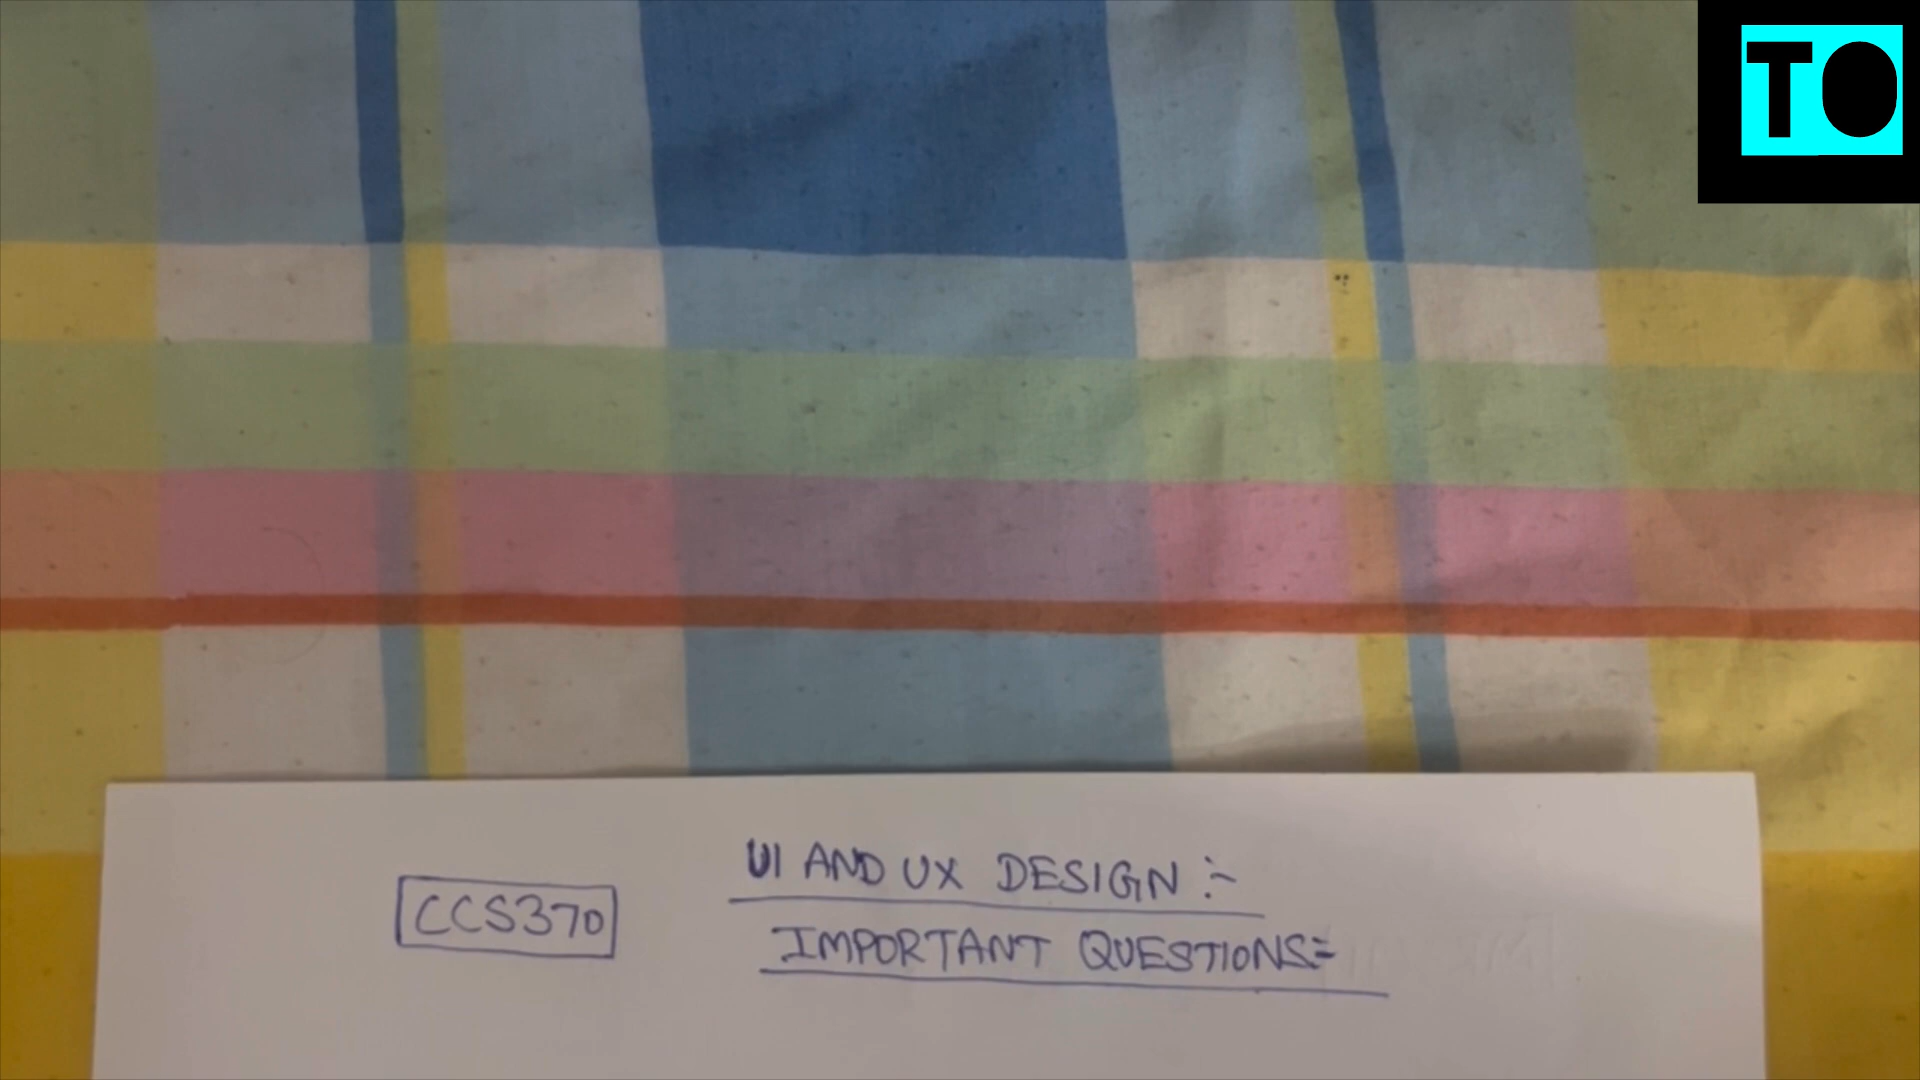 TO
UI AND UX DESIGN :-
CCS370
IMPORTANT QUESTIONS:-